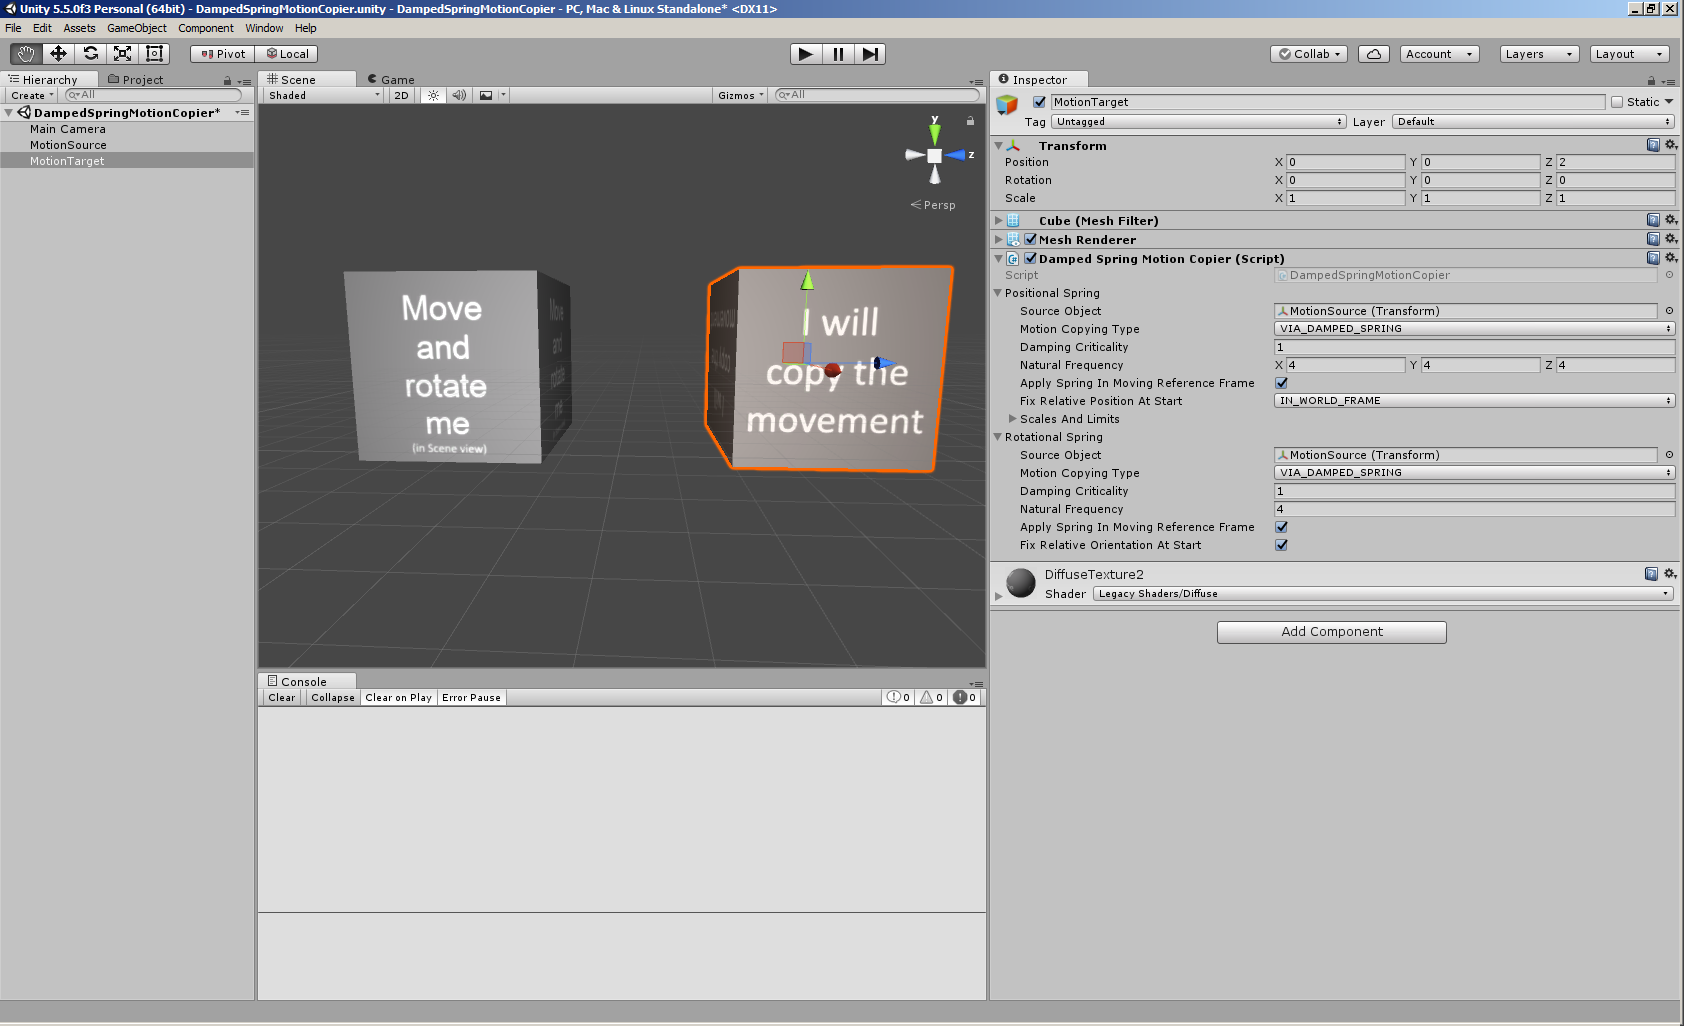 Unity 5.5.0f3 Personal (64bit) - DampedSpringMotionCopier.unity - DampedSpringMotionCopier - PC, Mac & Linux Standalone* <DX11>
File Edit Assets GameObject Component Window Help
Pivot Local Collab Account Layers Layout
Hierarchy Project
Create All
DampedSpringMotionCopier*
Main Camera
MotionSource
MotionTarget
Scene Game
Shaded 2D Gizmos All
y
z
Persp
Move
and
rotate
me
(in Scene view)
Move
and
rotate
I will
copy the
movement
Console
Clear Collapse Clear on Play Error Pause 0 0 0
Inspector
MotionTarget Static
Tag Untagged Layer Default
Transform
Position X 0 Y 0 Z 2
Rotation X 0 Y 0 Z 0
Scale X 1 Y 1 Z 1
Cube (Mesh Filter)
Mesh Renderer
Damped Spring Motion Copier (Script)
Script DampedSpringMotionCopier
Positional Spring
Source Object MotionSource (Transform)
Motion Copying Type VIA_DAMPED_SPRING
Damping Criticality 1
Natural Frequency X 4 Y 4 Z 4
Apply Spring In Moving Reference Frame
Fix Relative Position At Start IN_WORLD_FRAME
Scales And Limits
Rotational Spring
Source Object MotionSource (Transform)
Motion Copying Type VIA_DAMPED_SPRING
Damping Criticality 1
Natural Frequency 4
Apply Spring In Moving Reference Frame
Fix Relative Orientation At Start
DiffuseTexture2
Shader Legacy Shaders/Diffuse
Add Component